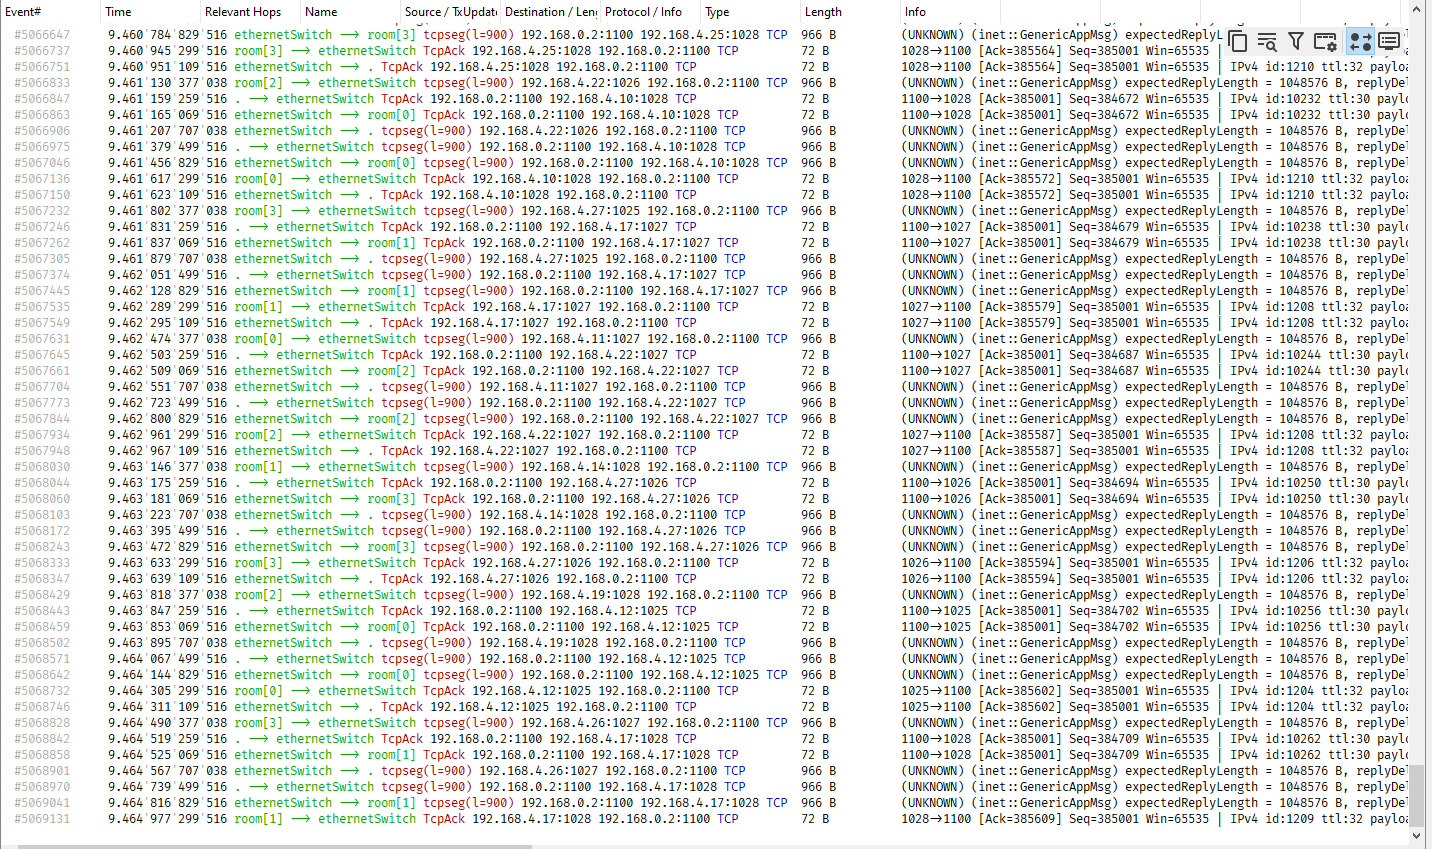 Event# Time Relevant Hops Name Source / TxUpdate Destination / Leng Protocol / Info Type Length Info
#5066647 9.460'784'829'516 ethernetSwitch --> room[3] tcpseg(l=900) 192.168.0.2:1100 192.168.4.25:1028 TCP 966 B (UNKNOWN) (inet::GenericAppMsg) expectedReplyL
#5066737 9.460'945'299'516 room[3] --> ethernetSwitch TcpAck 192.168.4.25:1028 192.168.0.2:1100 TCP 72 B 1028→1100 [Ack=385564] Seq=385001 Win=65535 |
#5066751 9.460'951'109'516 ethernetSwitch --> . TcpAck 192.168.4.25:1028 192.168.0.2:1100 TCP 72 B 1028→1100 [Ack=385564] Seq=385001 Win=65535 | IPv4 id:1210 ttl:32 payloa
#5066833 9.461'130'377'038 room[2] --> ethernetSwitch tcpseg(l=900) 192.168.4.22:1026 192.168.0.2:1100 TCP 966 B (UNKNOWN) (inet::GenericAppMsg) expectedReplyLength = 1048576 B, replyDel
#5066847 9.461'159'259'516 . --> ethernetSwitch TcpAck 192.168.0.2:1100 192.168.4.10:1028 TCP 72 B 1100→1028 [Ack=385001] Seq=384672 Win=65535 | IPv4 id:10232 ttl:30 paylo
#5066863 9.461'165'069'516 ethernetSwitch --> room[0] TcpAck 192.168.0.2:1100 192.168.4.10:1028 TCP 72 B 1100→1028 [Ack=385001] Seq=384672 Win=65535 | IPv4 id:10232 ttl:30 paylo
#5066906 9.461'207'707'038 ethernetSwitch --> . tcpseg(l=900) 192.168.4.22:1026 192.168.0.2:1100 TCP 966 B (UNKNOWN) (inet::GenericAppMsg) expectedReplyLength = 1048576 B, replyDel
#5066975 9.461'379'499'516 . --> ethernetSwitch tcpseg(l=900) 192.168.0.2:1100 192.168.4.10:1028 TCP 966 B (UNKNOWN) (inet::GenericAppMsg) expectedReplyLength = 1048576 B, replyDel
#5067046 9.461'456'829'516 ethernetSwitch --> room[0] tcpseg(l=900) 192.168.0.2:1100 192.168.4.10:1028 TCP 966 B (UNKNOWN) (inet::GenericAppMsg) expectedReplyLength = 1048576 B, replyDel
#5067136 9.461'617'299'516 room[0] --> ethernetSwitch TcpAck 192.168.4.10:1028 192.168.0.2:1100 TCP 72 B 1028→1100 [Ack=385572] Seq=385001 Win=65535 | IPv4 id:1210 ttl:32 payloa
#5067150 9.461'623'109'516 ethernetSwitch --> . TcpAck 192.168.4.10:1028 192.168.0.2:1100 TCP 72 B 1028→1100 [Ack=385572] Seq=385001 Win=65535 | IPv4 id:1210 ttl:32 payloa
#5067232 9.461'802'377'038 room[3] --> ethernetSwitch tcpseg(l=900) 192.168.4.27:1025 192.168.0.2:1100 TCP 966 B (UNKNOWN) (inet::GenericAppMsg) expectedReplyLength = 1048576 B, replyDel
#5067246 9.461'831'259'516 . --> ethernetSwitch TcpAck 192.168.0.2:1100 192.168.4.17:1027 TCP 72 B 1100→1027 [Ack=385001] Seq=384679 Win=65535 | IPv4 id:10238 ttl:30 paylo
#5067262 9.461'837'069'516 ethernetSwitch --> room[1] TcpAck 192.168.0.2:1100 192.168.4.17:1027 TCP 72 B 1100→1027 [Ack=385001] Seq=384679 Win=65535 | IPv4 id:10238 ttl:30 paylo
#5067305 9.461'879'707'038 ethernetSwitch --> . tcpseg(l=900) 192.168.4.27:1025 192.168.0.2:1100 TCP 966 B (UNKNOWN) (inet::GenericAppMsg) expectedReplyLength = 1048576 B, replyDel
#5067374 9.462'051'499'516 . --> ethernetSwitch tcpseg(l=900) 192.168.0.2:1100 192.168.4.17:1027 TCP 966 B (UNKNOWN) (inet::GenericAppMsg) expectedReplyLength = 1048576 B, replyDel
#5067445 9.462'128'829'516 ethernetSwitch --> room[1] tcpseg(l=900) 192.168.0.2:1100 192.168.4.17:1027 TCP 966 B (UNKNOWN) (inet::GenericAppMsg) expectedReplyLength = 1048576 B, replyDel
#5067535 9.462'289'299'516 room[1] --> ethernetSwitch TcpAck 192.168.4.17:1027 192.168.0.2:1100 TCP 72 B 1027→1100 [Ack=385579] Seq=385001 Win=65535 | IPv4 id:1208 ttl:32 payloa
#5067549 9.462'295'109'516 ethernetSwitch --> . TcpAck 192.168.4.17:1027 192.168.0.2:1100 TCP 72 B 1027→1100 [Ack=385579] Seq=385001 Win=65535 | IPv4 id:1208 ttl:32 payloa
#5067631 9.462'474'377'038 room[0] --> ethernetSwitch tcpseg(l=900) 192.168.4.11:1027 192.168.0.2:1100 TCP 966 B (UNKNOWN) (inet::GenericAppMsg) expectedReplyLength = 1048576 B, replyDel
#5067645 9.462'503'259'516 . --> ethernetSwitch TcpAck 192.168.0.2:1100 192.168.4.22:1027 TCP 72 B 1100→1027 [Ack=385001] Seq=384687 Win=65535 | IPv4 id:10244 ttl:30 paylo
#5067661 9.462'509'069'516 ethernetSwitch --> room[2] TcpAck 192.168.0.2:1100 192.168.4.22:1027 TCP 72 B 1100→1027 [Ack=385001] Seq=384687 Win=65535 | IPv4 id:10244 ttl:30 paylo
#5067704 9.462'551'707'038 ethernetSwitch --> . tcpseg(l=900) 192.168.4.11:1027 192.168.0.2:1100 TCP 966 B (UNKNOWN) (inet::GenericAppMsg) expectedReplyLength = 1048576 B, replyDel
#5067773 9.462'723'499'516 . --> ethernetSwitch tcpseg(l=900) 192.168.0.2:1100 192.168.4.22:1027 TCP 966 B (UNKNOWN) (inet::GenericAppMsg) expectedReplyLength = 1048576 B, replyDel
#5067844 9.462'800'829'516 ethernetSwitch --> room[2] tcpseg(l=900) 192.168.0.2:1100 192.168.4.22:1027 TCP 966 B (UNKNOWN) (inet::GenericAppMsg) expectedReplyLength = 1048576 B, replyDel
#5067934 9.462'961'299'516 room[2] --> ethernetSwitch TcpAck 192.168.4.22:1027 192.168.0.2:1100 TCP 72 B 1027→1100 [Ack=385587] Seq=385001 Win=65535 | IPv4 id:1208 ttl:32 payloa
#5067948 9.462'967'109'516 ethernetSwitch --> . TcpAck 192.168.4.22:1027 192.168.0.2:1100 TCP 72 B 1027→1100 [Ack=385587] Seq=385001 Win=65535 | IPv4 id:1208 ttl:32 payloa
#5068030 9.463'146'377'038 room[1] --> ethernetSwitch tcpseg(l=900) 192.168.4.14:1028 192.168.0.2:1100 TCP 966 B (UNKNOWN) (inet::GenericAppMsg) expectedReplyLength = 1048576 B, replyDel
#5068044 9.463'175'259'516 . --> ethernetSwitch TcpAck 192.168.0.2:1100 192.168.4.27:1026 TCP 72 B 1100→1026 [Ack=385001] Seq=384694 Win=65535 | IPv4 id:10250 ttl:30 paylo
#5068060 9.463'181'069'516 ethernetSwitch --> room[3] TcpAck 192.168.0.2:1100 192.168.4.27:1026 TCP 72 B 1100→1026 [Ack=385001] Seq=384694 Win=65535 | IPv4 id:10250 ttl:30 paylo
#5068103 9.463'223'707'038 ethernetSwitch --> . tcpseg(l=900) 192.168.4.14:1028 192.168.0.2:1100 TCP 966 B (UNKNOWN) (inet::GenericAppMsg) expectedReplyLength = 1048576 B, replyDel
#5068172 9.463'395'499'516 . --> ethernetSwitch tcpseg(l=900) 192.168.0.2:1100 192.168.4.27:1026 TCP 966 B (UNKNOWN) (inet::GenericAppMsg) expectedReplyLength = 1048576 B, replyDel
#5068243 9.463'472'829'516 ethernetSwitch --> room[3] tcpseg(l=900) 192.168.0.2:1100 192.168.4.27:1026 TCP 966 B (UNKNOWN) (inet::GenericAppMsg) expectedReplyLength = 1048576 B, replyDel
#5068333 9.463'633'299'516 room[3] --> ethernetSwitch TcpAck 192.168.4.27:1026 192.168.0.2:1100 TCP 72 B 1026→1100 [Ack=385594] Seq=385001 Win=65535 | IPv4 id:1206 ttl:32 payloa
#5068347 9.463'639'109'516 ethernetSwitch --> . TcpAck 192.168.4.27:1026 192.168.0.2:1100 TCP 72 B 1026→1100 [Ack=385594] Seq=385001 Win=65535 | IPv4 id:1206 ttl:32 payloa
#5068429 9.463'818'377'038 room[2] --> ethernetSwitch tcpseg(l=900) 192.168.4.19:1028 192.168.0.2:1100 TCP 966 B (UNKNOWN) (inet::GenericAppMsg) expectedReplyLength = 1048576 B, replyDel
#5068443 9.463'847'259'516 . --> ethernetSwitch TcpAck 192.168.0.2:1100 192.168.4.12:1025 TCP 72 B 1100→1025 [Ack=385001] Seq=384702 Win=65535 | IPv4 id:10256 ttl:30 paylo
#5068459 9.463'853'069'516 ethernetSwitch --> room[0] TcpAck 192.168.0.2:1100 192.168.4.12:1025 TCP 72 B 1100→1025 [Ack=385001] Seq=384702 Win=65535 | IPv4 id:10256 ttl:30 paylo
#5068502 9.463'895'707'038 ethernetSwitch --> . tcpseg(l=900) 192.168.4.19:1028 192.168.0.2:1100 TCP 966 B (UNKNOWN) (inet::GenericAppMsg) expectedReplyLength = 1048576 B, replyDel
#5068571 9.464'067'499'516 . --> ethernetSwitch tcpseg(l=900) 192.168.0.2:1100 192.168.4.12:1025 TCP 966 B (UNKNOWN) (inet::GenericAppMsg) expectedReplyLength = 1048576 B, replyDel
#5068642 9.464'144'829'516 ethernetSwitch --> room[0] tcpseg(l=900) 192.168.0.2:1100 192.168.4.12:1025 TCP 966 B (UNKNOWN) (inet::GenericAppMsg) expectedReplyLength = 1048576 B, replyDel
#5068732 9.464'305'299'516 room[0] --> ethernetSwitch TcpAck 192.168.4.12:1025 192.168.0.2:1100 TCP 72 B 1025→1100 [Ack=385602] Seq=385001 Win=65535 | IPv4 id:1204 ttl:32 payloa
#5068746 9.464'311'109'516 ethernetSwitch --> . TcpAck 192.168.4.12:1025 192.168.0.2:1100 TCP 72 B 1025→1100 [Ack=385602] Seq=385001 Win=65535 | IPv4 id:1204 ttl:32 payloa
#5068828 9.464'490'377'038 room[3] --> ethernetSwitch tcpseg(l=900) 192.168.4.26:1027 192.168.0.2:1100 TCP 966 B (UNKNOWN) (inet::GenericAppMsg) expectedReplyLength = 1048576 B, replyDel
#5068842 9.464'519'259'516 . --> ethernetSwitch TcpAck 192.168.0.2:1100 192.168.4.17:1028 TCP 72 B 1100→1028 [Ack=385001] Seq=384709 Win=65535 | IPv4 id:10262 ttl:30 paylo
#5068858 9.464'525'069'516 ethernetSwitch --> room[1] TcpAck 192.168.0.2:1100 192.168.4.17:1028 TCP 72 B 1100→1028 [Ack=385001] Seq=384709 Win=65535 | IPv4 id:10262 ttl:30 paylo
#5068901 9.464'567'707'038 ethernetSwitch --> . tcpseg(l=900) 192.168.4.26:1027 192.168.0.2:1100 TCP 966 B (UNKNOWN) (inet::GenericAppMsg) expectedReplyLength = 1048576 B, replyDel
#5068970 9.464'739'499'516 . --> ethernetSwitch tcpseg(l=900) 192.168.0.2:1100 192.168.4.17:1028 TCP 966 B (UNKNOWN) (inet::GenericAppMsg) expectedReplyLength = 1048576 B, replyDel
#5069041 9.464'816'829'516 ethernetSwitch --> room[1] tcpseg(l=900) 192.168.0.2:1100 192.168.4.17:1028 TCP 966 B (UNKNOWN) (inet::GenericAppMsg) expectedReplyLength = 1048576 B, replyDel
#5069131 9.464'977'299'516 room[1] --> ethernetSwitch TcpAck 192.168.4.17:1028 192.168.0.2:1100 TCP 72 B 1028→1100 [Ack=385609] Seq=385001 Win=65535 | IPv4 id:1209 ttl:32 payloa